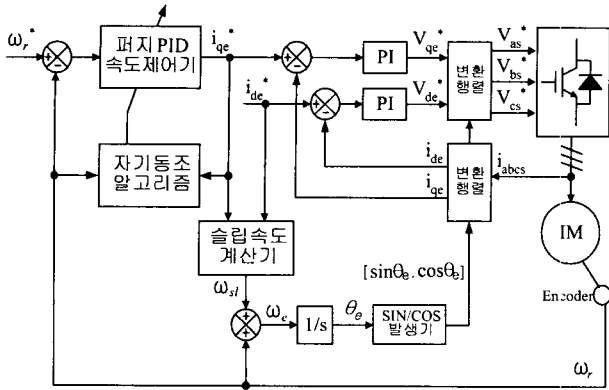 ω_r*
퍼지 PID
속도제어기
i_qe*
i_de*
PI
V_qe*
PI
V_de*
변환
행렬
V_as*
V_bs*
V_cs*
자기동조
알고리즘
i_de
i_qe
변환
행렬
i_abcs
슬립속도
계산기
IM
[sinθ_e.cosθ_e]
Encoder
ω_sl
ω_e
1/s
θ_e
SIN/COS
발생기
ω_r